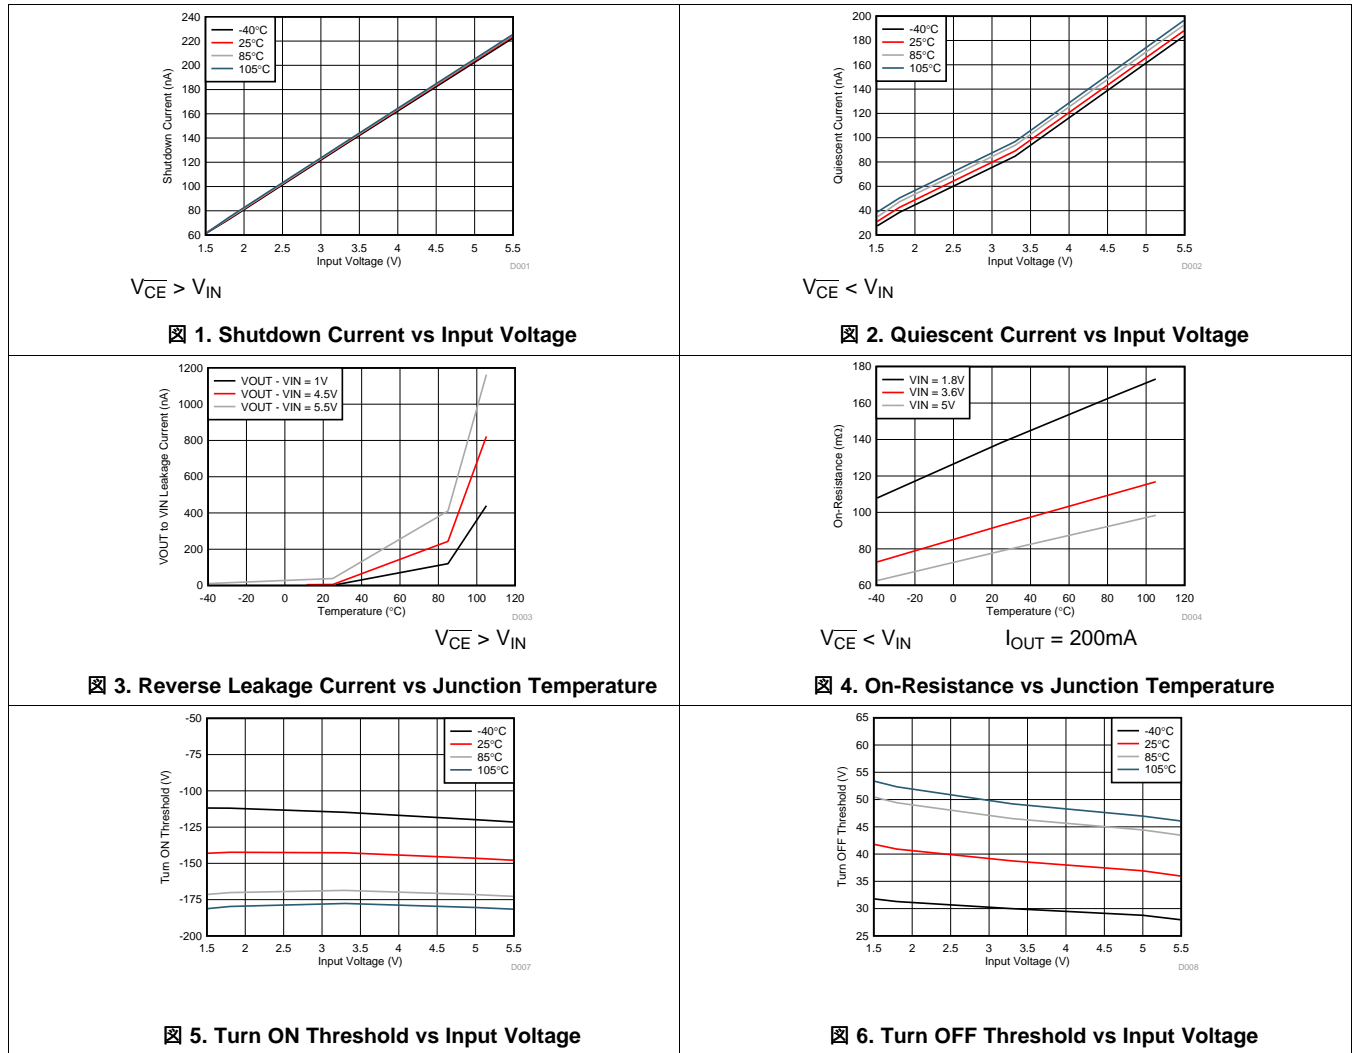 240
220
200
180
160
140
120
100
80
60
Shutdown Current (nA)
-40°C
25°C
85°C
105°C
1.5 2 2.5 3 3.5 4 4.5 5 5.5
Input Voltage (V)
D001
VCE > VIN
図 1. Shutdown Current vs Input Voltage
200
180
160
140
120
100
80
60
40
20
Quiescent Current (nA)
-40°C
25°C
85°C
105°C
1.5 2 2.5 3 3.5 4 4.5 5 5.5
Input Voltage (V)
D002
VCE < VIN
図 2. Quiescent Current vs Input Voltage
1200
1000
800
600
400
200
0
VOUT to VIN Leakage Current (nA)
VOUT - VIN = 1V
VOUT - VIN = 4.5V
VOUT - VIN = 5.5V
-40 -20 0 20 40 60 80 100 120
Temperature (°C)
D003
VCE > VIN
図 3. Reverse Leakage Current vs Junction Temperature
180
160
140
120
100
80
60
On-Resistance (mΩ)
VIN = 1.8V
VIN = 3.6V
VIN = 5V
-40 -20 0 20 40 60 80 100 120
Temperature (°C)
D004
VCE < VIN IOUT = 200mA
図 4. On-Resistance vs Junction Temperature
-50
-75
-100
-125
-150
-175
-200
Turn ON Threshold (V)
-40°C
25°C
85°C
105°C
1.5 2 2.5 3 3.5 4 4.5 5 5.5
Input Voltage (V)
D007
図 5. Turn ON Threshold vs Input Voltage
65
60
55
50
45
40
35
30
25
Turn OFF Threshold (V)
-40°C
25°C
85°C
105°C
1.5 2 2.5 3 3.5 4 4.5 5 5.5
Input Voltage (V)
D008
図 6. Turn OFF Threshold vs Input Voltage